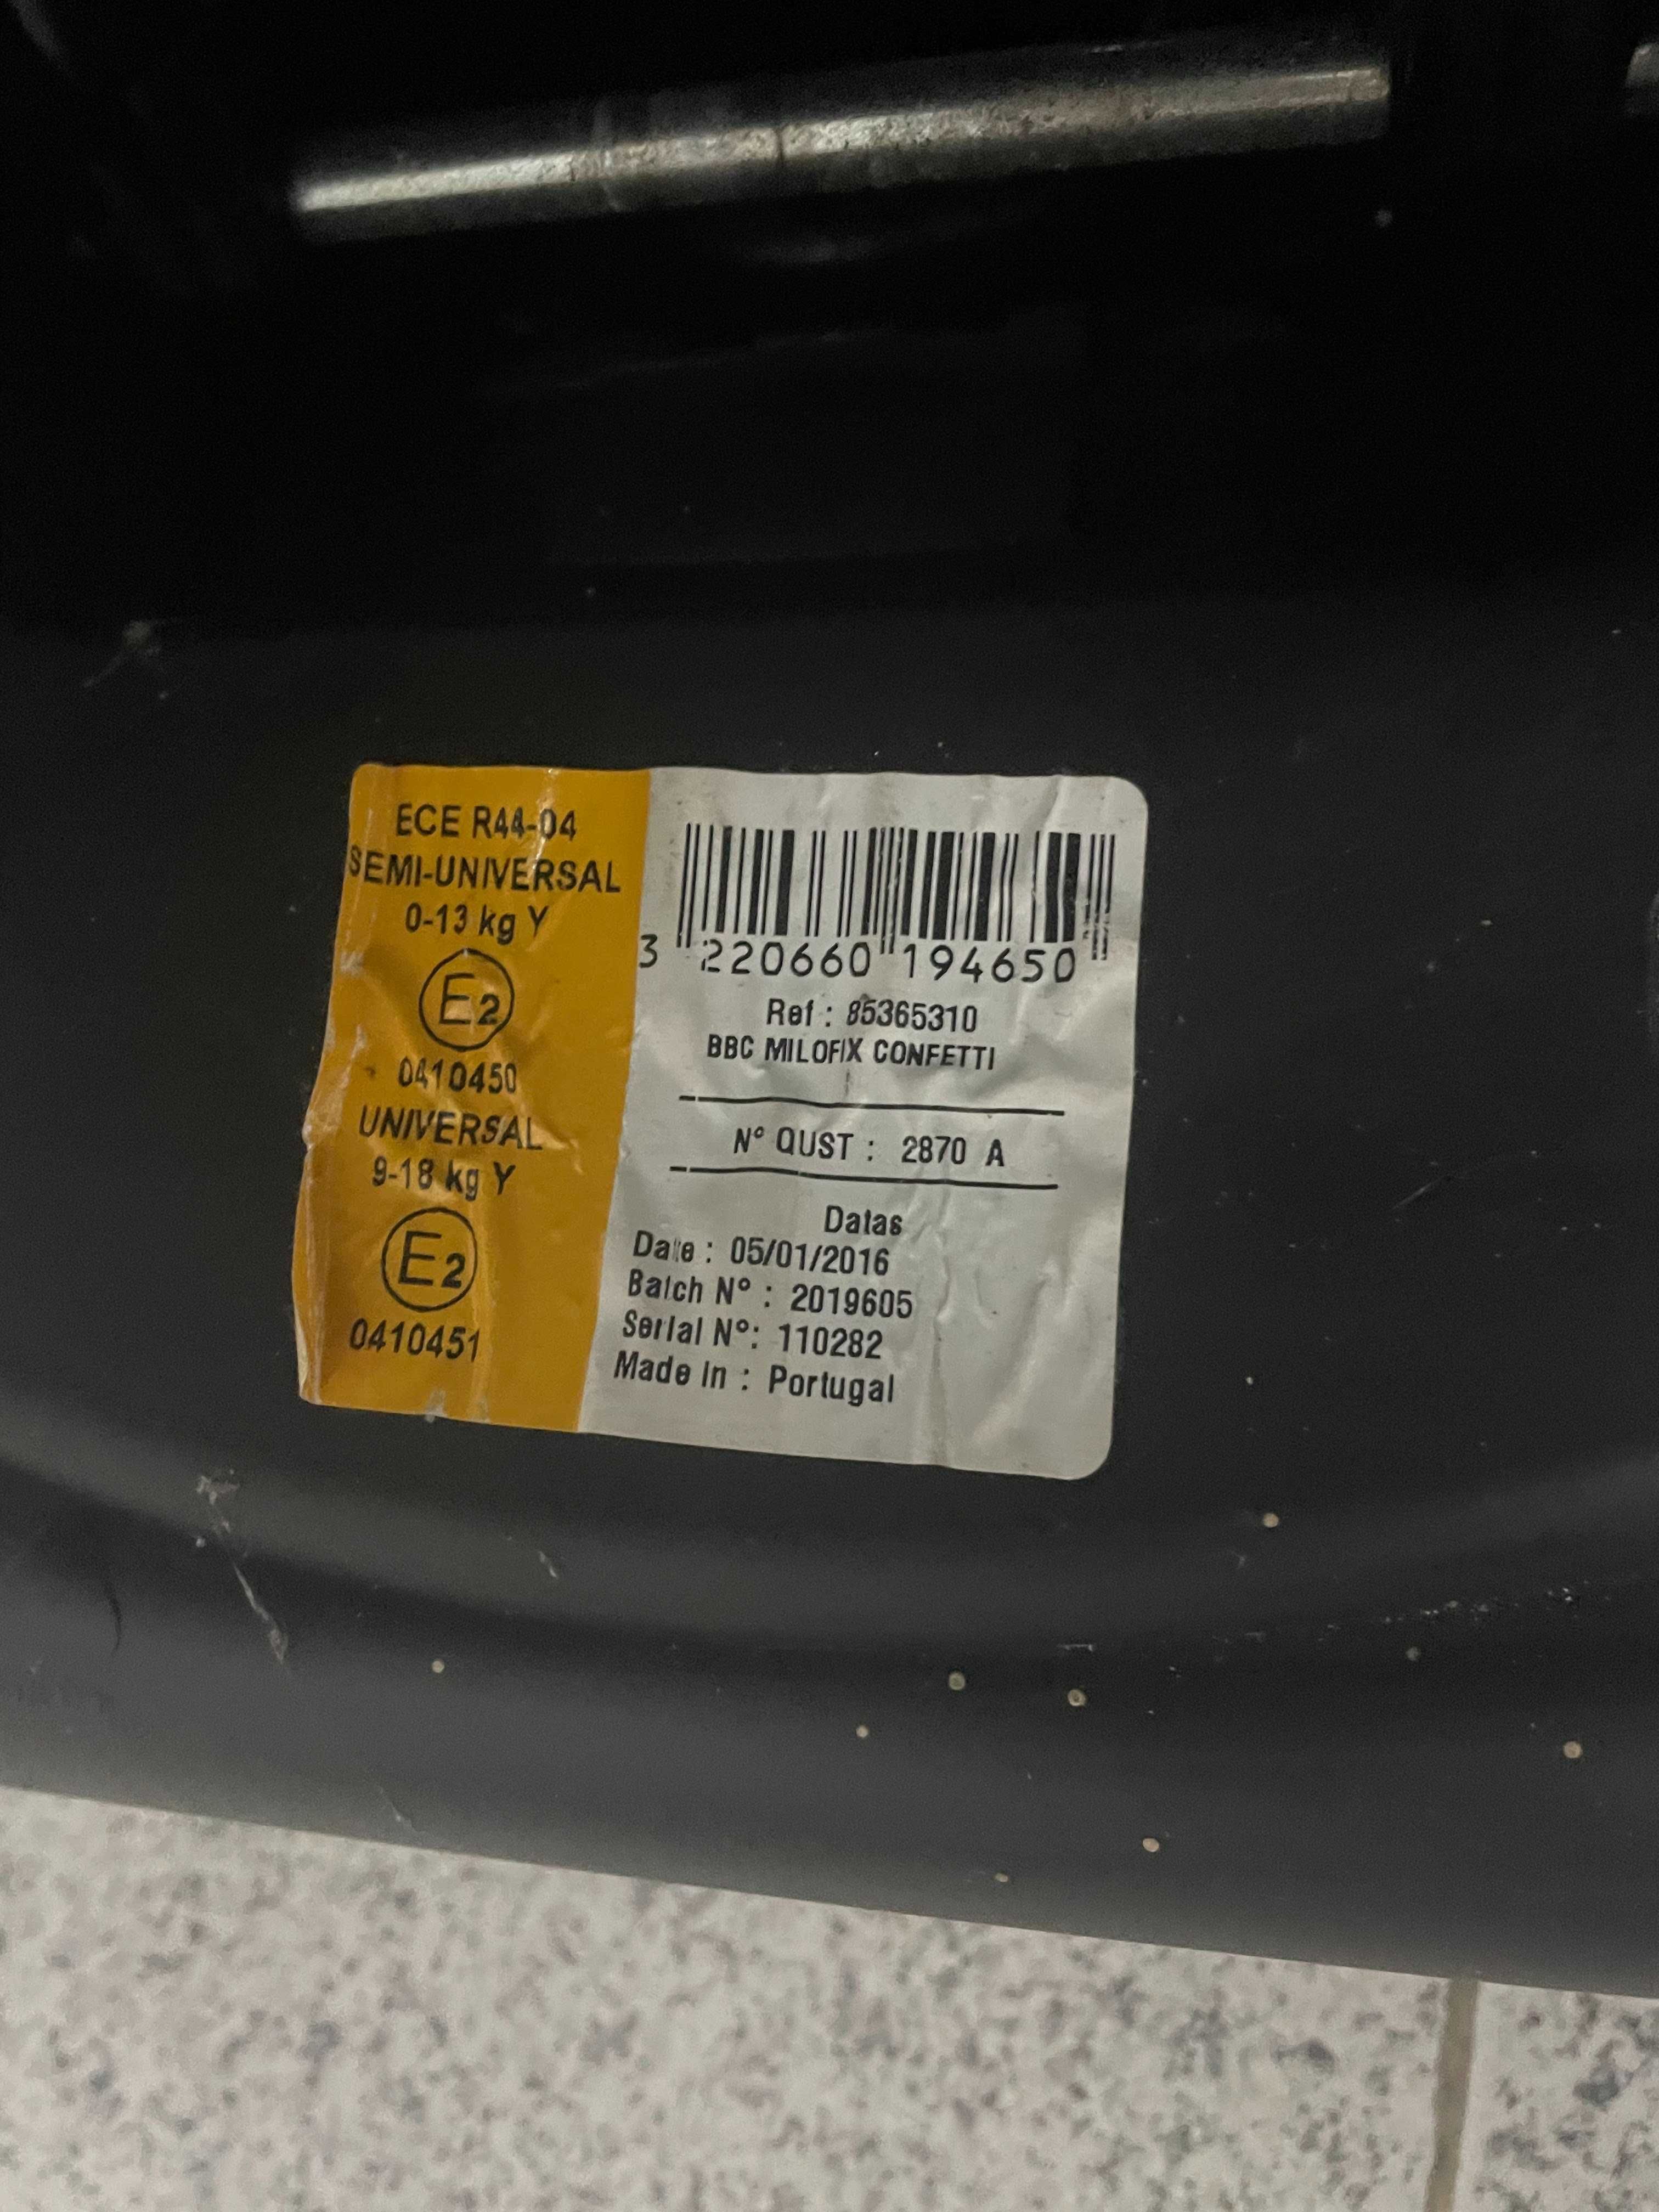 ECE R44-04
SEMI-UNIVERSAL
0-13 kg Y
E2
0410450
UNIVERSAL
9-18 kg Y
E2
0410451
3 220660 194650
Ref : 85365310
BBC MILOFIX CONFETTI
N° QUST : 2870 A
Datas
Date : 05/01/2016
Batch N° : 2019605
Serial N°: 110282
Made in : Portugal